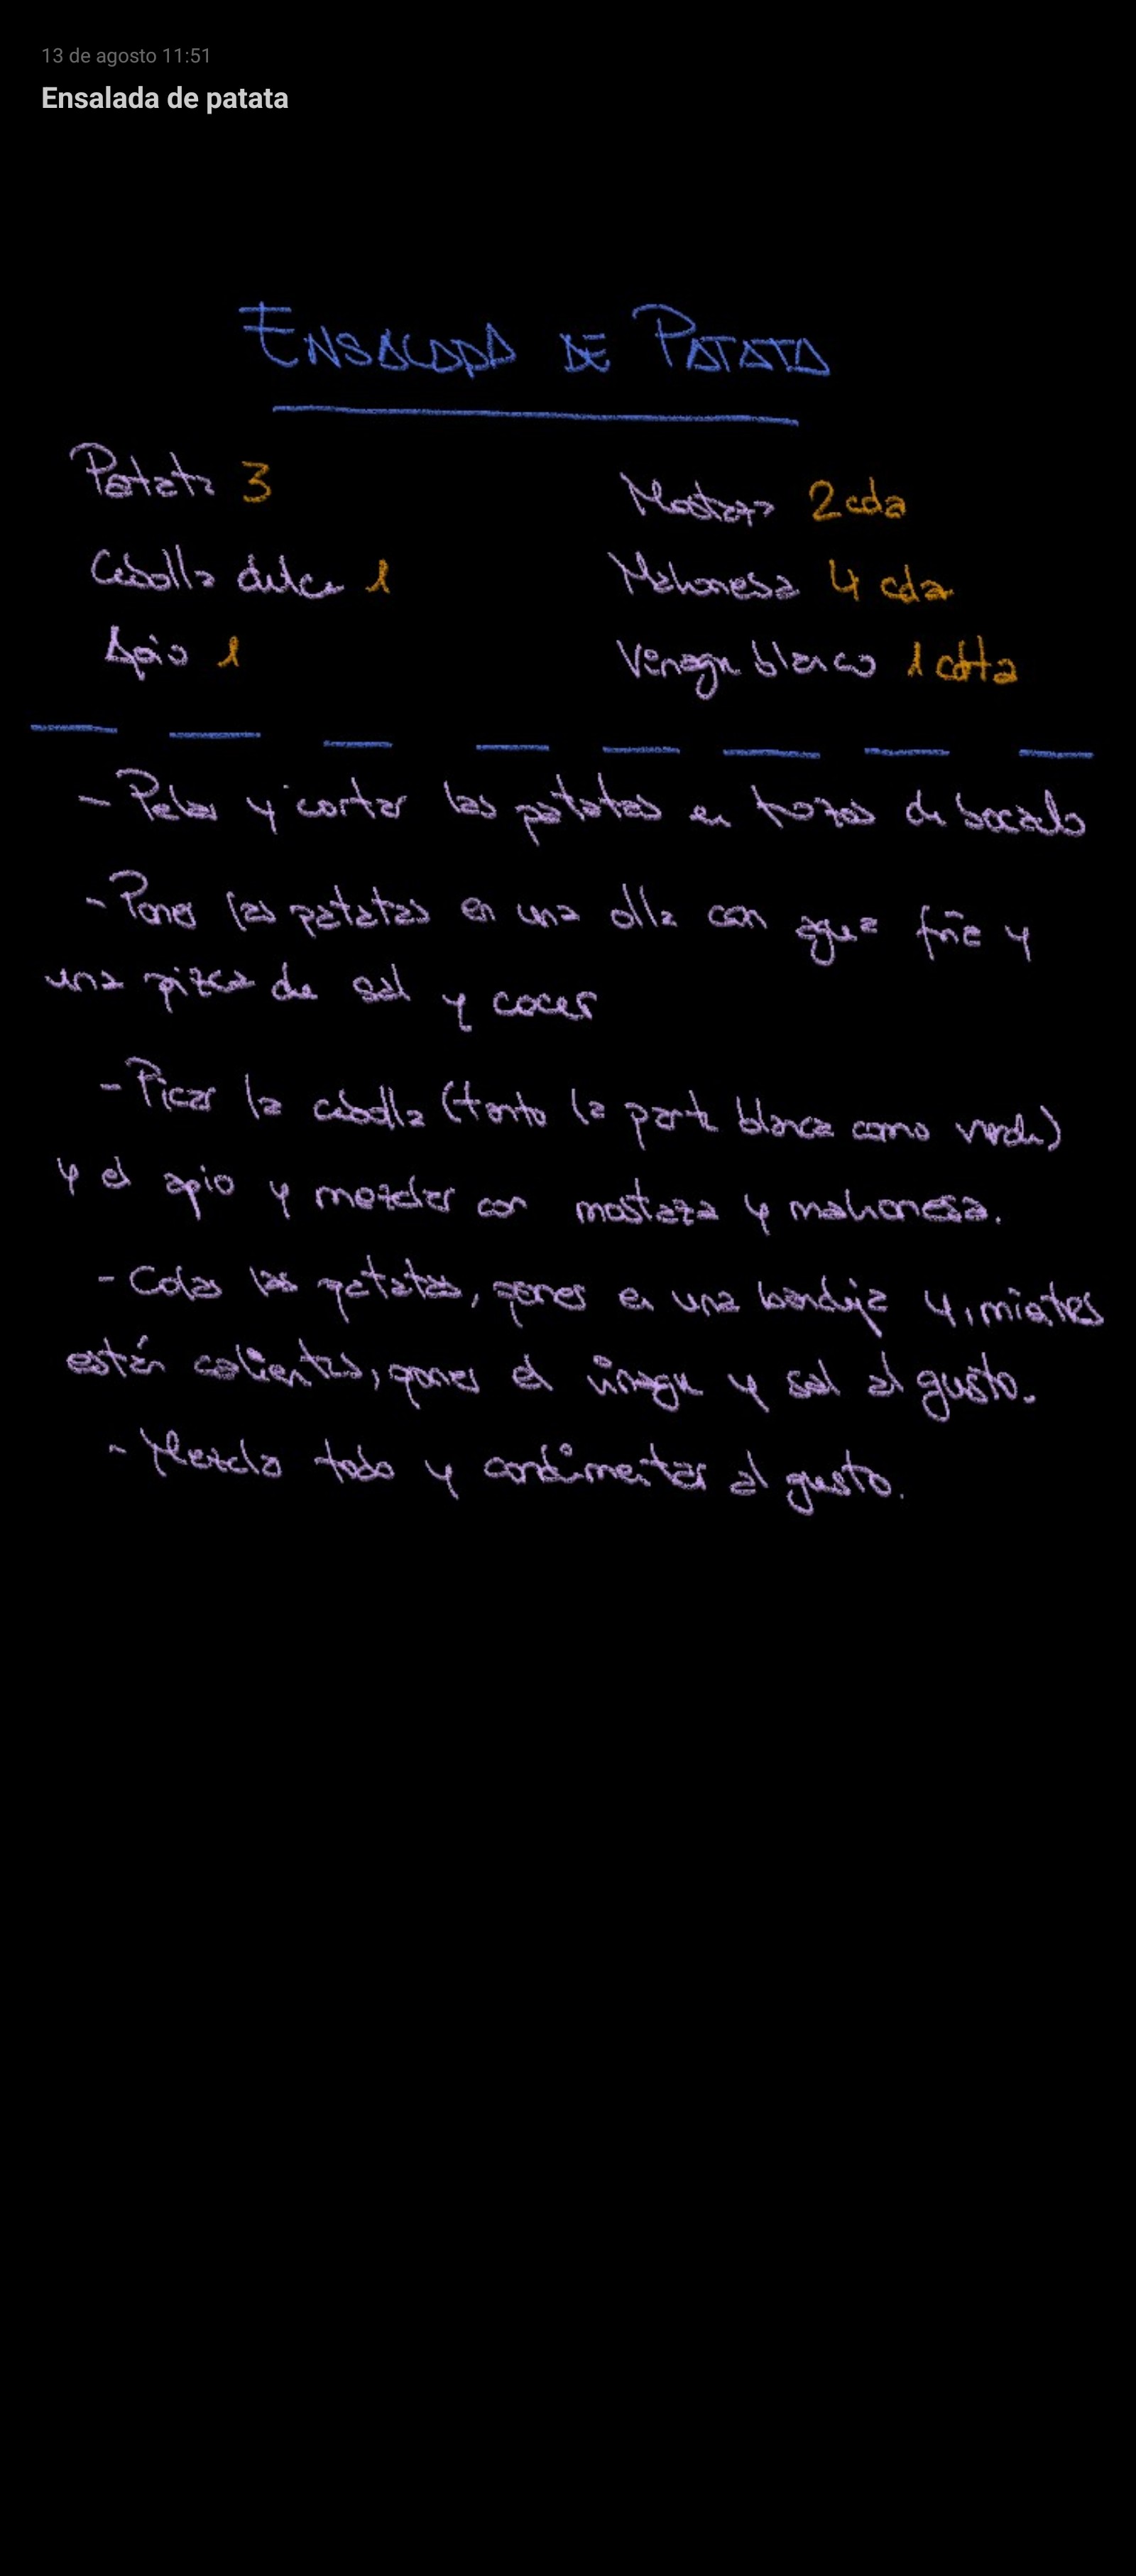 13 de agosto 11:51
Ensalada de patata
ENSALADA DE PATATA
Patata 3
Mostaza 2 cda
Cebolla dulce 1
Mahonesa 4 cda
Apio 1
Vinagre blanco 1 cdta
- Pelar y cortar las patatas en trozos de bocado
- Poner las patatas en una olla con agua fría y
una pizca de sal y cocer
- Picar la cebolla (tanto la parte blanca como verde)
y el apio y mezclar con mostaza y mahonesa.
- Colar las patatas, poner en una bandeja y, mientras
están calientes, poner el vinagre y sal al gusto.
- Mezclar todo y condimentar al gusto.